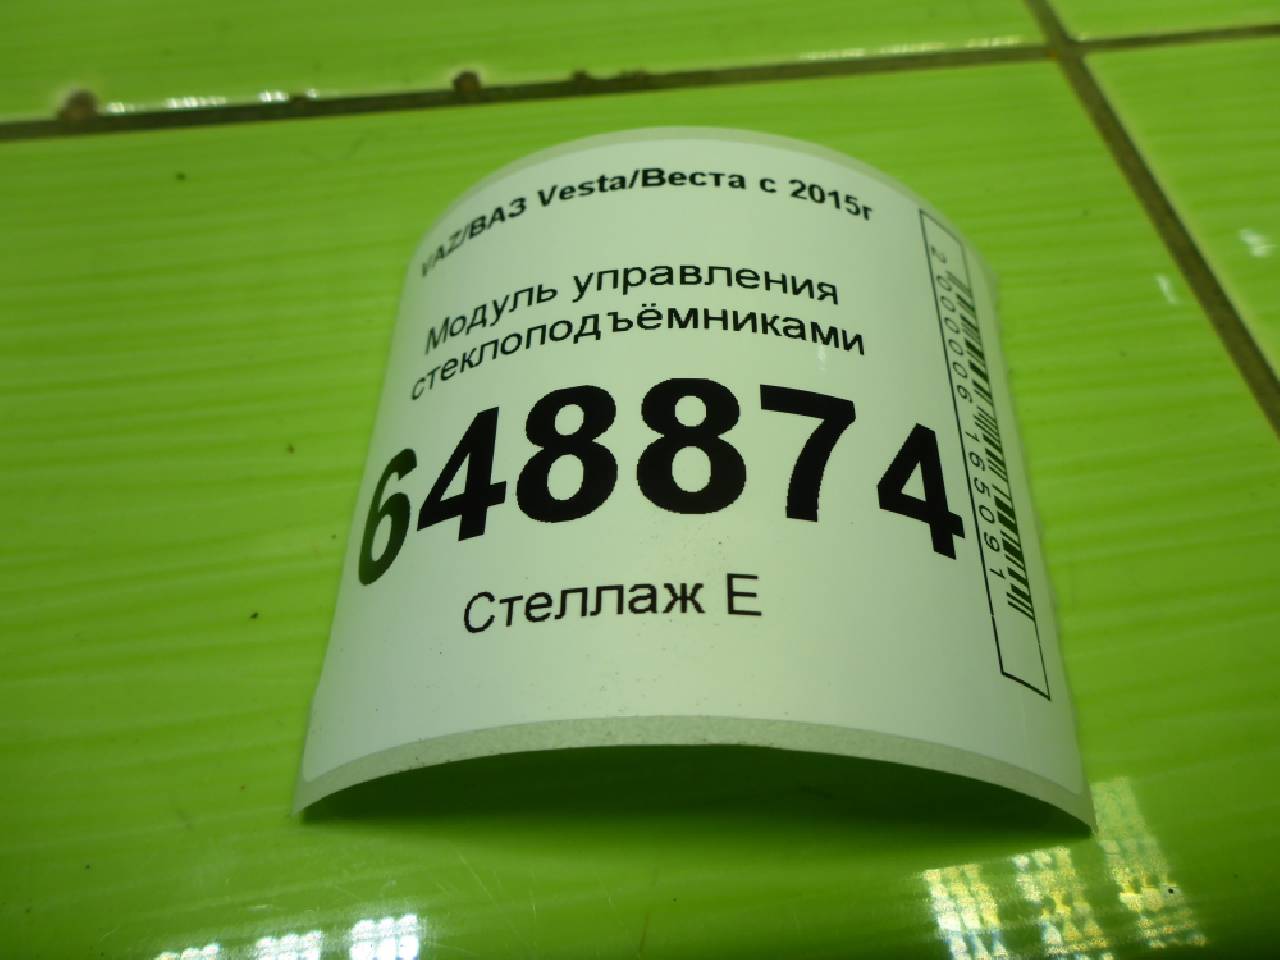 VAZ/ВАЗ Vesta/Веста с 2015г
Модуль управления
стеклоподъёмниками
648874
Стеллаж Е
2000006165091